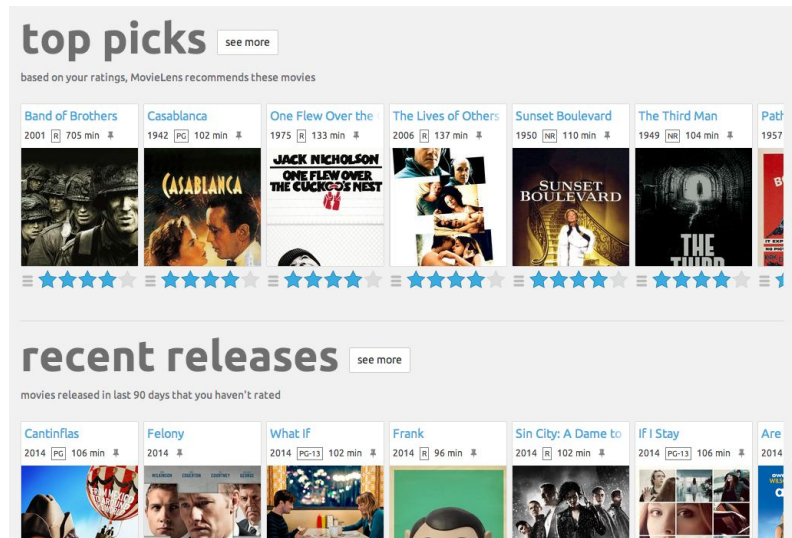 top picks see more
based on your ratings, MovieLens recommends these movies
Band of Brothers
2001 R 705 min
Casablanca
1942 PG 102 min
One Flew Over the
1975 R 133 min
The Lives of Others
2006 R 137 min
Sunset Boulevard
1950 NR 110 min
The Third Man
1949 NR 104 min
Path
1957
CASABLANCA
JACK NICHOLSON
ONE FLEW OVER
THE CUCKOO'S NEST
SUNSET
BOULEVARD
THE
THIRD
recent releases see more
movies released in last 90 days that you haven't rated
Cantinflas
2014 PG 106 min
Felony
2014
What If
2014 PG-13 102 min
Frank
2014 R 96 min
Sin City: A Dame to
2014 R 102 min
If I Stay
2014 PG-13 106 min
Are
2014